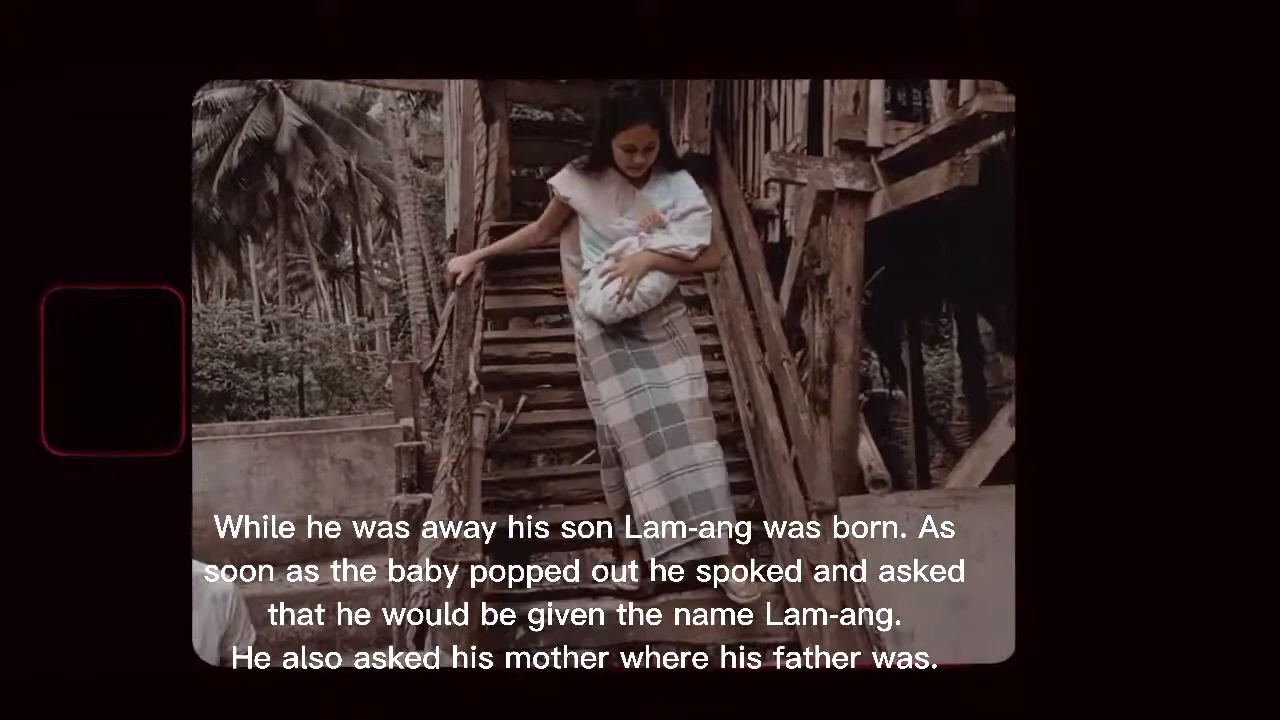 While he was away his son Lam-ang was born. As
soon as the baby popped out he spoked and asked
that he would be given the name Lam-ang.
He also asked his mother where his father was.